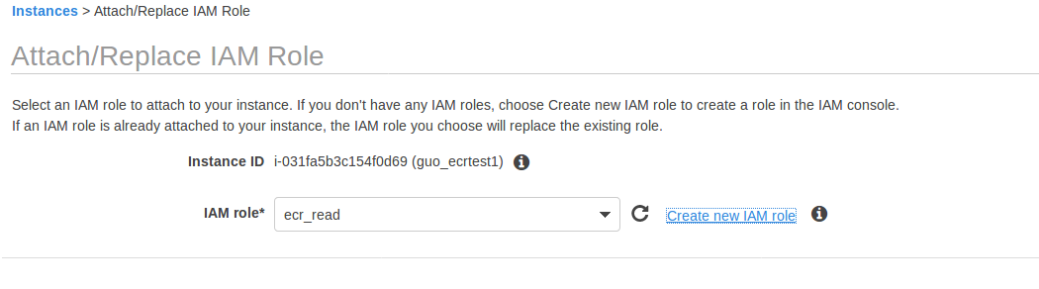 Instances > Attach/Replace IAM Role
Attach/Replace IAM Role
Select an IAM role to attach to your instance. If you don't have any IAM roles, choose Create new IAM role to create a role in the IAM console.
If an IAM role is already attached to your instance, the IAM role you choose will replace the existing role.
Instance ID i-031fa5b3c154f0d69 (guo_ecrtest1)
IAM role* ecr_read Create new IAM role